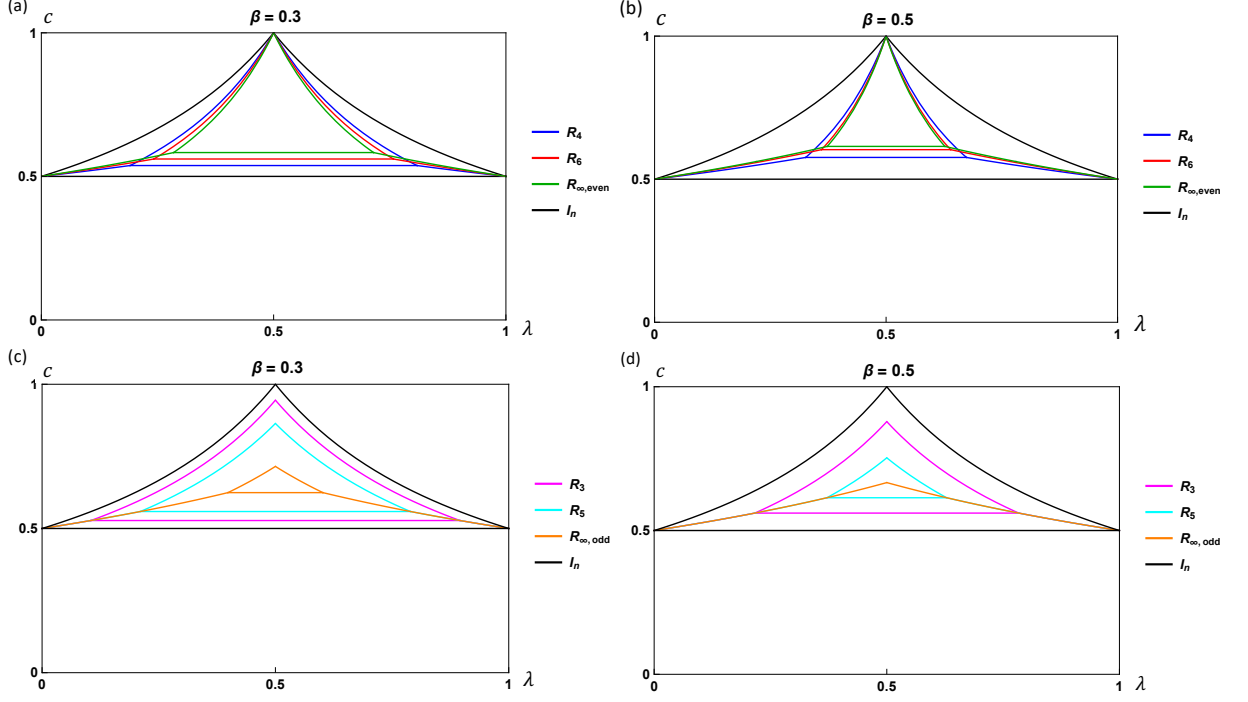 (a)
c
β = 0.3
1
0.5
0
0
0.5
1
λ
R4
R6
R∞,even
In
(b)
c
β = 0.5
1
0.5
0
0
0.5
1
λ
R4
R6
R∞,even
In
(c)
c
β = 0.3
1
0.5
0
0
0.5
1
λ
R3
R5
R∞, odd
In
(d)
c
β = 0.5
1
0.5
0
0
0.5
1
λ
R3
R5
R∞, odd
In